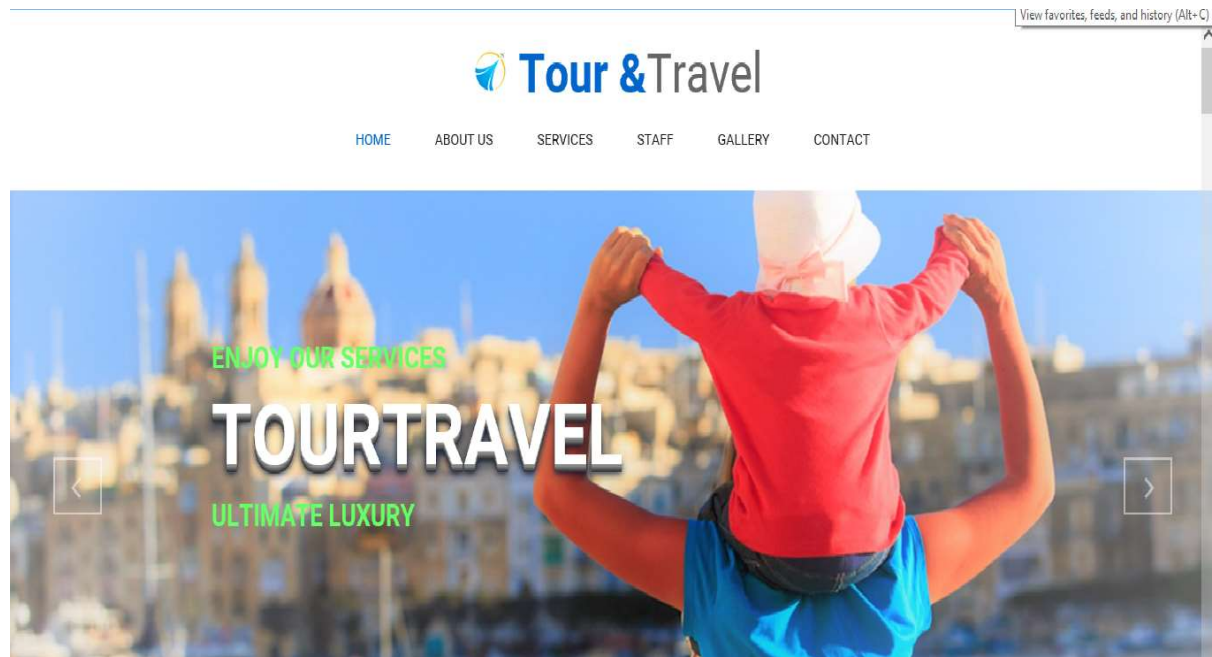 View favorites, feeds, and history (Alt+C)
Tour &Travel
HOME ABOUT US SERVICES STAFF GALLERY CONTACT
ENJOY OUR SERVICES
TOURTRAVEL
ULTIMATE LUXURY